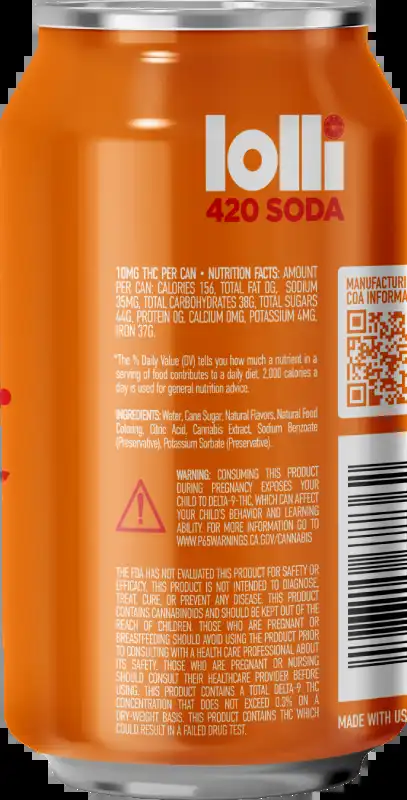 lolli
420 SODA
10MG THC PER CAN • NUTRITION FACTS: AMOUNT
PER CAN: CALORIES 156, TOTAL FAT 0G, SODIUM
35MG, TOTAL CARBOHYDRATES 38G, TOTAL SUGARS
44G, PROTEIN 0G, CALCIUM 0MG, POTASSIUM 4MG,
IRON 37G.
*The % Daily Value (DV) tells you how much a nutrient in a
serving of food contributes to a daily diet. 2,000 calories a
day is used for general nutrition advice.
INGREDIENTS: Water, Cane Sugar, Natural Flavors, Natural Food
Coloring, Citric Acid, Cannabis Extract, Sodium Benzoate
(Preservative), Potassium Sorbate (Preservative).
WARNING: CONSUMING THIS PRODUCT
DURING PREGNANCY EXPOSES YOUR
CHILD TO DELTA-9-THC, WHICH CAN AFFECT
YOUR CHILD'S BEHAVIOR AND LEARNING
ABILITY. FOR MORE INFORMATION GO TO
WWW.P65WARNINGS.CA.GOV/CANNABIS
THE FDA HAS NOT EVALUATED THIS PRODUCT FOR SAFETY OR
EFFICACY. THIS PRODUCT IS NOT INTENDED TO DIAGNOSE,
TREAT, CURE, OR PREVENT ANY DISEASE. THIS PRODUCT
CONTAINS CANNABINOIDS AND SHOULD BE KEPT OUT OF THE
REACH OF CHILDREN. THOSE WHO ARE PREGNANT OR
BREASTFEEDING SHOULD AVOID USING THE PRODUCT PRIOR
TO CONSULTING WITH A HEALTH CARE PROFESSIONAL ABOUT
ITS SAFETY. THOSE WHO ARE PREGNANT OR NURSING
SHOULD CONSULT THEIR HEALTHCARE PROVIDER BEFORE
USING. THIS PRODUCT CONTAINS A TOTAL DELTA-9 THC
CONCENTRATION THAT DOES NOT EXCEED 0.3% ON A
DRY-WEIGHT BASIS. THIS PRODUCT CONTAINS THC WHICH
COULD RESULT IN A FAILED DRUG TEST.
MANUFACTURI
COA INFORMA
MADE WITH US